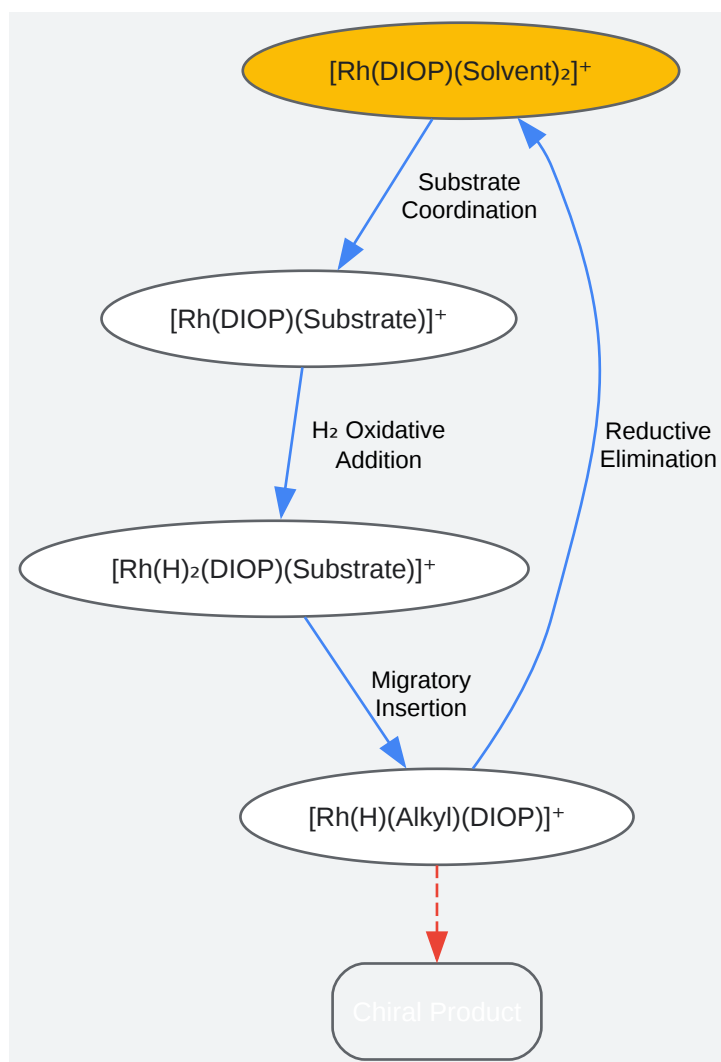 [Rh(DIOP)(Solvent)₂]⁺
Substrate
Coordination
[Rh(DIOP)(Substrate)]⁺
H₂ Oxidative
Addition
Reductive
Elimination
[Rh(H)₂(DIOP)(Substrate)]⁺
Migratory
Insertion
[Rh(H)(Alkyl)(DIOP)]⁺
Chiral Product